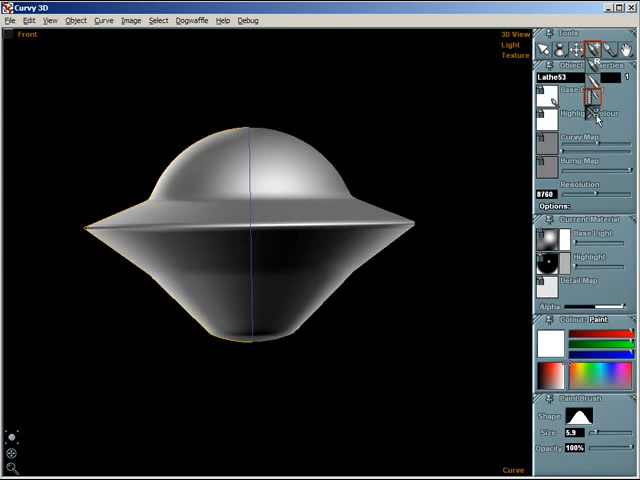 Curvy 3D
File Edit View Object Curve Image Select Dogwaffle Help Debug
Front
3D View
Light
Texture
Tools
Lathe53
1
Highlight Colour
Curvy Map
Bump Map
Resolution
8760
Options:
Current Material
Base Light
Highlight
Detail Map
Alpha
Colour: Paint
Paint Brush
Shape
Size 5.9
Opacity 100%
Curve